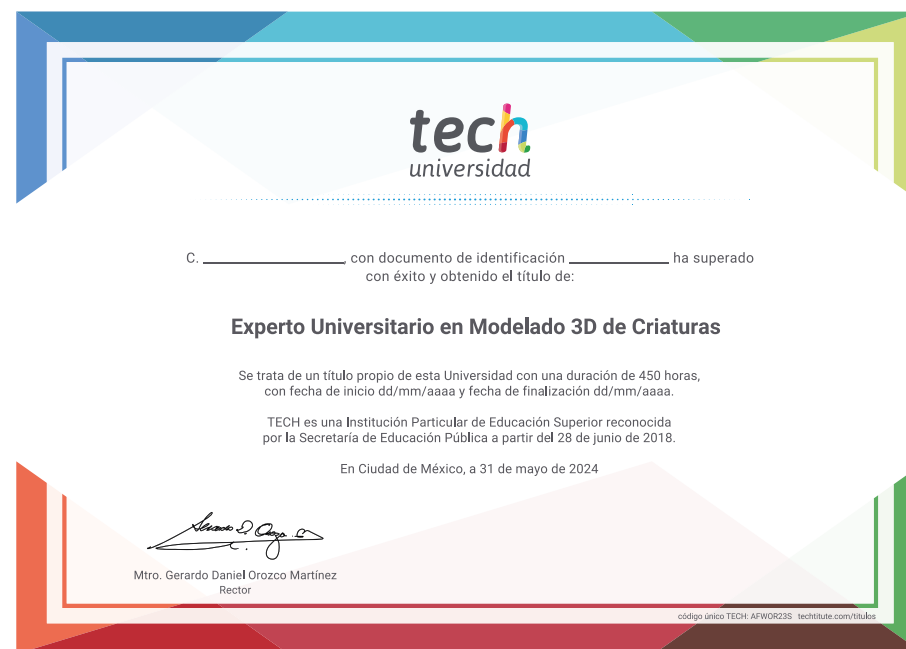 tech
universidad
C. ____________, con documento de identificación ____________ ha superado
con éxito y obtenido el título de:
Experto Universitario en Modelado 3D de Criaturas
Se trata de un título propio de esta Universidad con una duración de 450 horas,
con fecha de inicio dd/mm/aaaa y fecha de finalización dd/mm/aaaa.
TECH es una Institución Particular de Educación Superior reconocida
por la Secretaría de Educación Pública a partir del 28 de junio de 2018.
En Ciudad de México, a 31 de mayo de 2024
Mtro. Gerardo Daniel Orozco Martínez
Rector
código único TECH: AFWOR23S techtitute.com/titulos